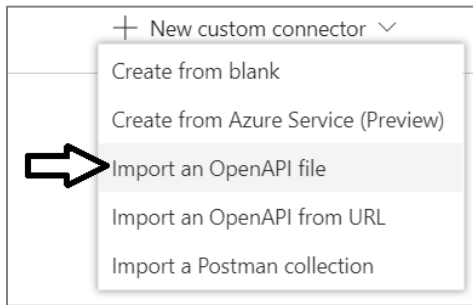 New custom connector
Create from blank
Create from Azure Service (Preview)
Import an OpenAPI file
Import an OpenAPI from URL
Import a Postman collection